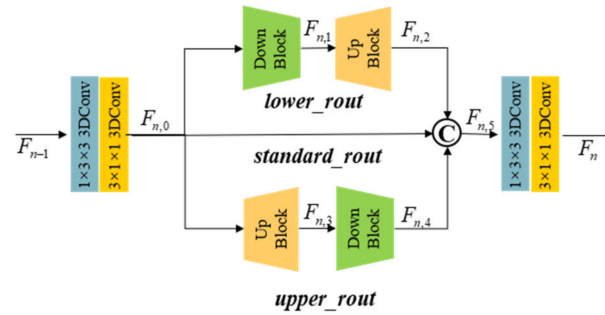 F_{n-1}
1×3×3 3DConv
3×1×1 3DConv
F_{n,0}
Down
Block
F_{n,1}
Up
Block
F_{n,2}
lower_rout
standard_rout
Up
Block
F_{n,3}
Down
Block
F_{n,4}
upper_rout
C
F_{n,5}
1×3×3 3DConv
3×1×1 3DConv
F_n